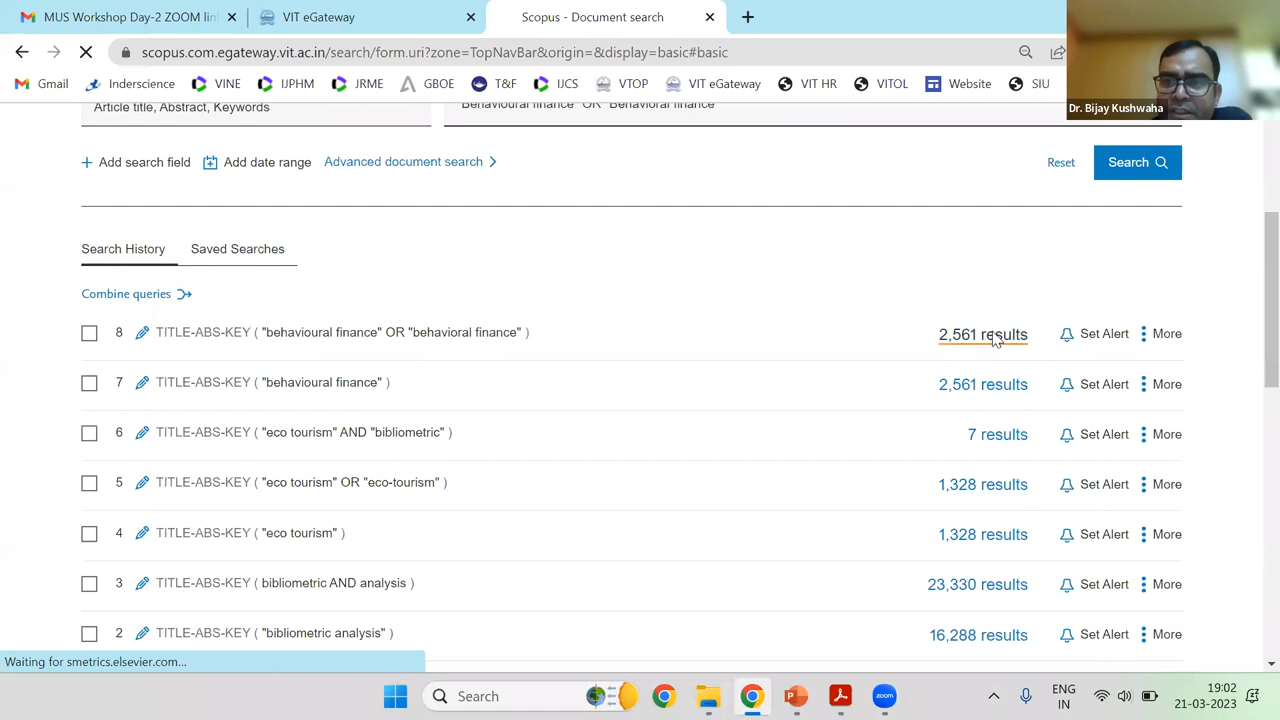 MUS Workshop Day-2 ZOOM lin
VIT eGateway
Scopus - Document search
scopus.com.egateway.vit.ac.in/search/form.uri?zone=TopNavBar&origin=&display=basic#basic
Gmail
Inderscience
VINE
IJPHM
JRME
GBOE
T&F
IJCS
VTOP
VIT eGateway
VIT HR
VITOL
Website
SIU
Dr. Bijay Kushwaha
Article title, Abstract, Keywords
"Behavioural finance" OR "Behavioral finance"
Add search field
Add date range
Advanced document search
Reset
Search
Search History
Saved Searches
Combine queries
8 TITLE-ABS-KEY ( "behavioural finance" OR "behavioral finance" ) 2,561 results Set Alert More
7 TITLE-ABS-KEY ( "behavioural finance" ) 2,561 results Set Alert More
6 TITLE-ABS-KEY ( "eco tourism" AND "bibliometric" ) 7 results Set Alert More
5 TITLE-ABS-KEY ( "eco tourism" OR "eco-tourism" ) 1,328 results Set Alert More
4 TITLE-ABS-KEY ( "eco tourism" ) 1,328 results Set Alert More
3 TITLE-ABS-KEY ( bibliometric AND analysis ) 23,330 results Set Alert More
2 TITLE-ABS-KEY ( "bibliometric analysis" ) 16,288 results Set Alert More
Waiting for smetrics.elsevier.com...
Search
zoom
ENG
IN
19:02
21-03-2023